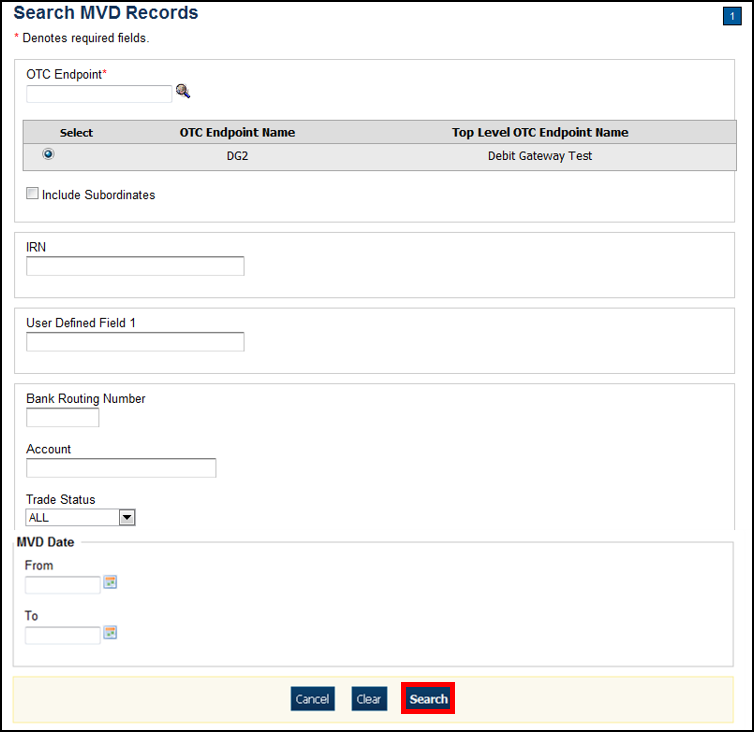 Search MVD Records
1
* Denotes required fields.
OTC Endpoint*
Select OTC Endpoint Name Top Level OTC Endpoint Name
DG2 Debit Gateway Test
Include Subordinates
IRN
User Defined Field 1
Bank Routing Number
Account
Trade Status
ALL
MVD Date
From
To
Cancel Clear Search